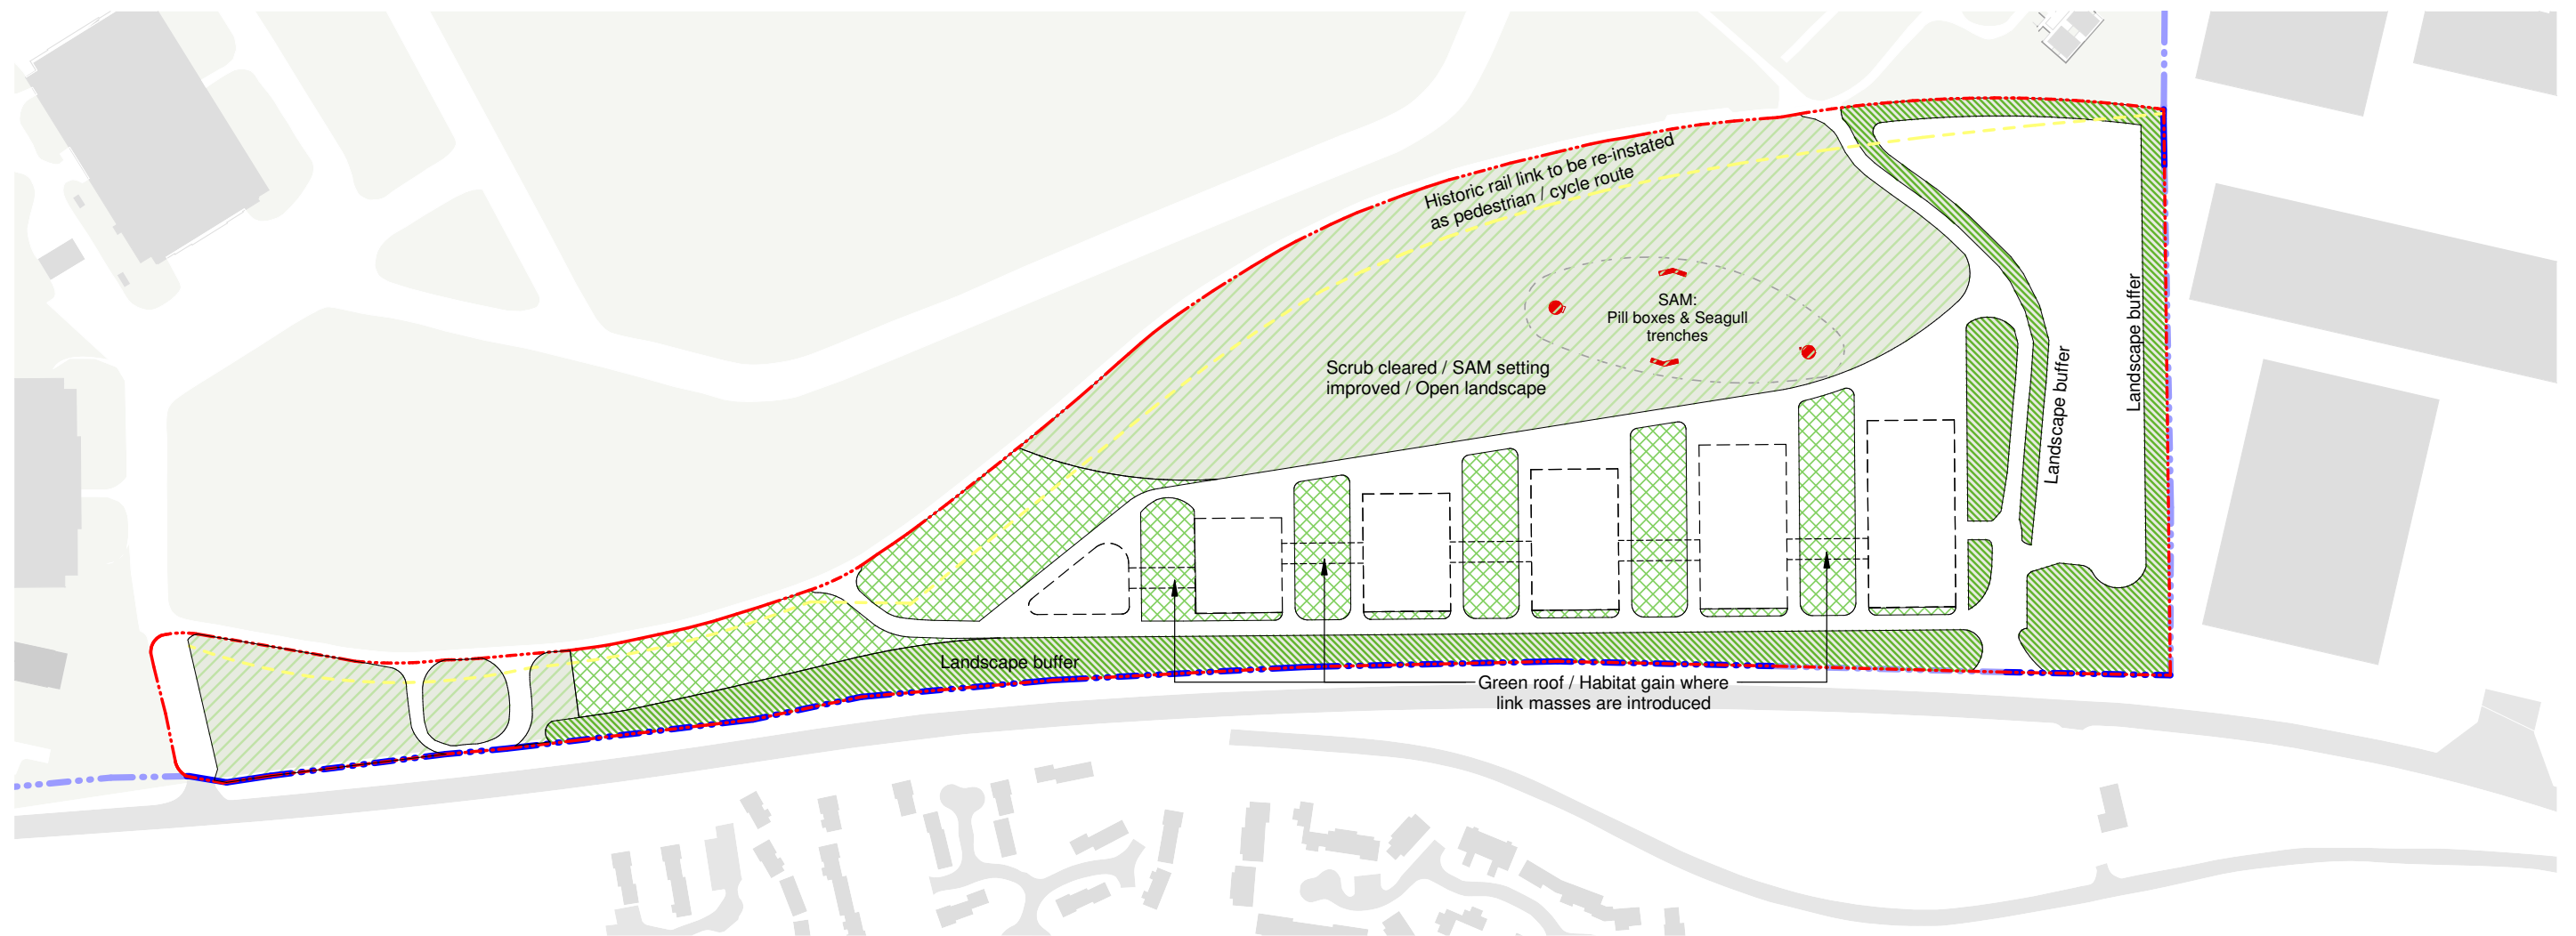 Historic rail link to be re-instated
as pedestrian / cycle route
SAM:
Pill boxes & Seagull
trenches
Scrub cleared / SAM setting
improved / Open landscape
Landscape buffer
Landscape buffer
Landscape buffer
Green roof / Habitat gain where
link masses are introduced